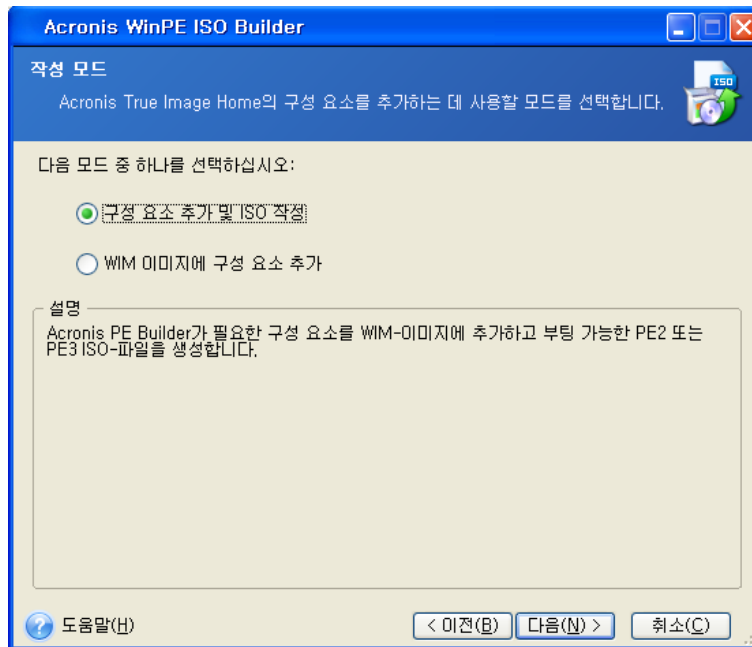 Acronis WinPE ISO Builder
작성 모드
Acronis True Image Home의 구성 요소를 추가하는 데 사용할 모드를 선택합니다.
ISO
다음 모드 중 하나를 선택하십시오:
구성 요소 추가 및 ISO 작성
WIM 이미지에 구성 요소 추가
설명
Acronis PE Builder가 필요한 구성 요소를 WIM-이미지에 추가하고 부팅 가능한 PE2 또는
PE3 ISO-파일을 생성합니다.
? 도움말(H) < 이전(B) 다음(N) > 취소(C)